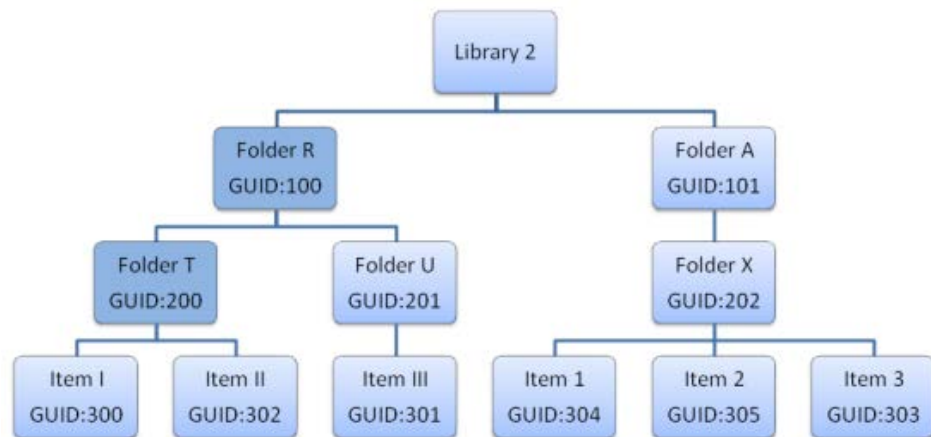 Library 2
Folder R
GUID:100
Folder A
GUID:101
Folder T
GUID:200
Folder U
GUID:201
Folder X
GUID:202
Item I
GUID:300
Item II
GUID:302
Item III
GUID:301
Item 1
GUID:304
Item 2
GUID:305
Item 3
GUID:303